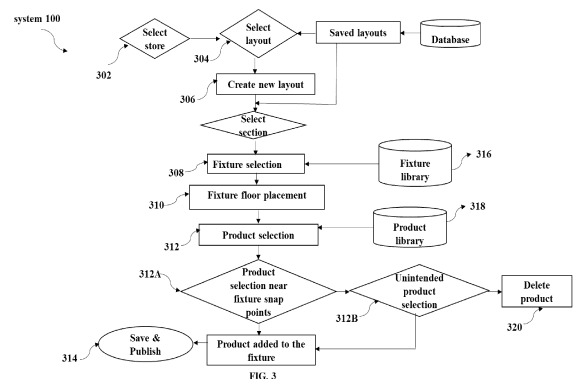 system 100
Select
store
302
Select
layout
304
Saved layouts
Database
Create new layout
306
Select
section
Fixture selection
308
Fixture
library
316
Fixture floor placement
310
Product selection
312
Product
library
318
312A
Product
selection near
fixture snap
points
Unintended
product
selection
312B
Delete
product
320
Save &
Publish
314
Product added to the
fixture
FIG. 3